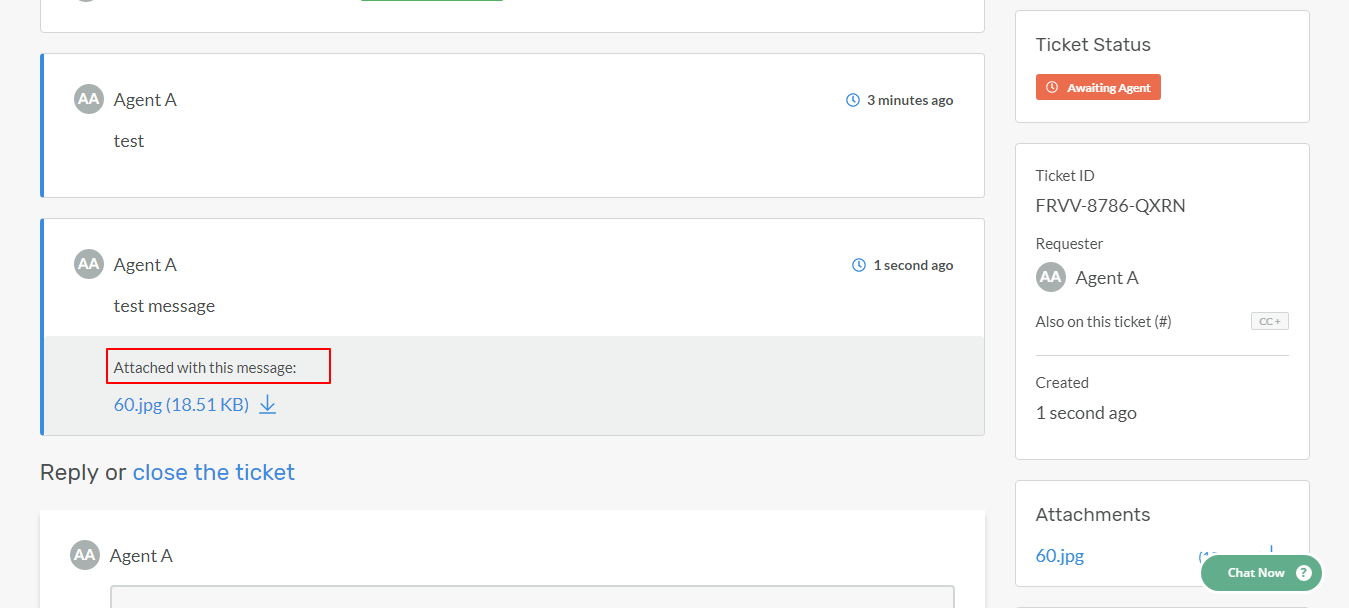 AA Agent A
3 minutes ago
test
AA Agent A
1 second ago
test message
Attached with this message:
60.jpg (18.51 KB)
Reply or close the ticket
AA Agent A
Ticket Status
Awaiting Agent
Ticket ID
FRVV-8786-QXRN
Requester
AA Agent A
Also on this ticket (#)
CC +
Created
1 second ago
Attachments
60.jpg
Chat Now ?